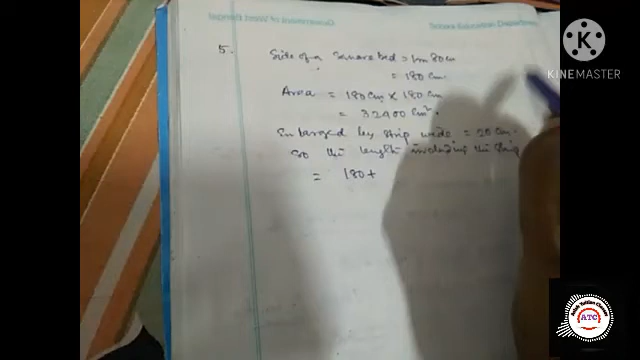 5. Side of a square bed = 1m 80cm
= 180 cm.
Area = 180 cm × 180 cm
= 32400 cm².
Enlarged by strip wide = 20 cm.
so the length including the strip
= 180 +
KINEMASTER
ATC